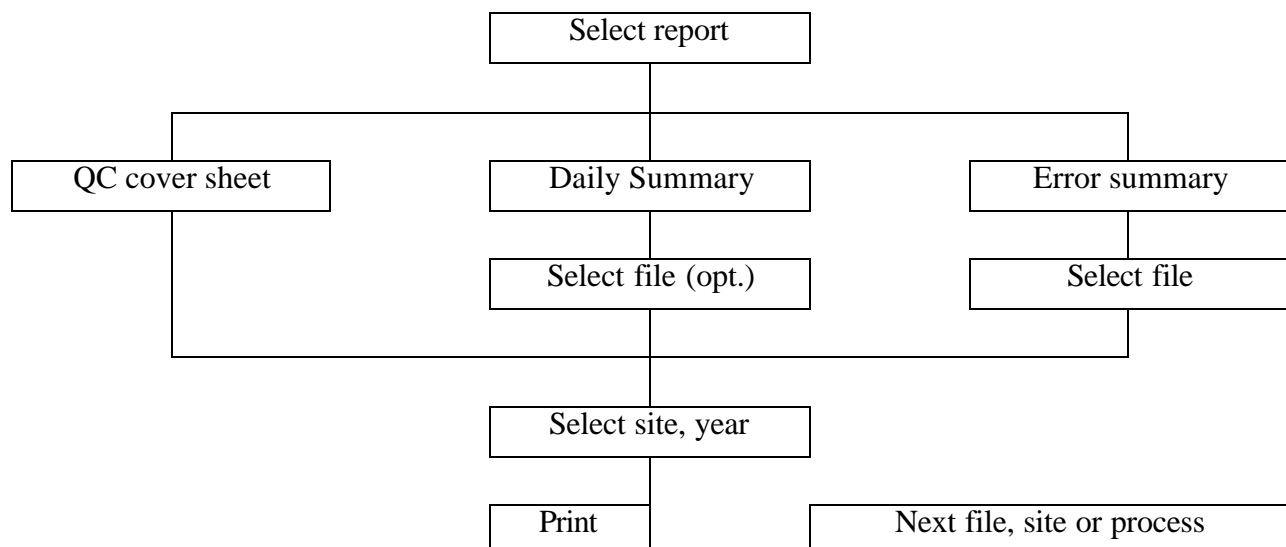 Select report
QC cover sheet
Daily Summary
Error summary
Select file (opt.)
Select file
Select site, year
Print
Next file, site or process